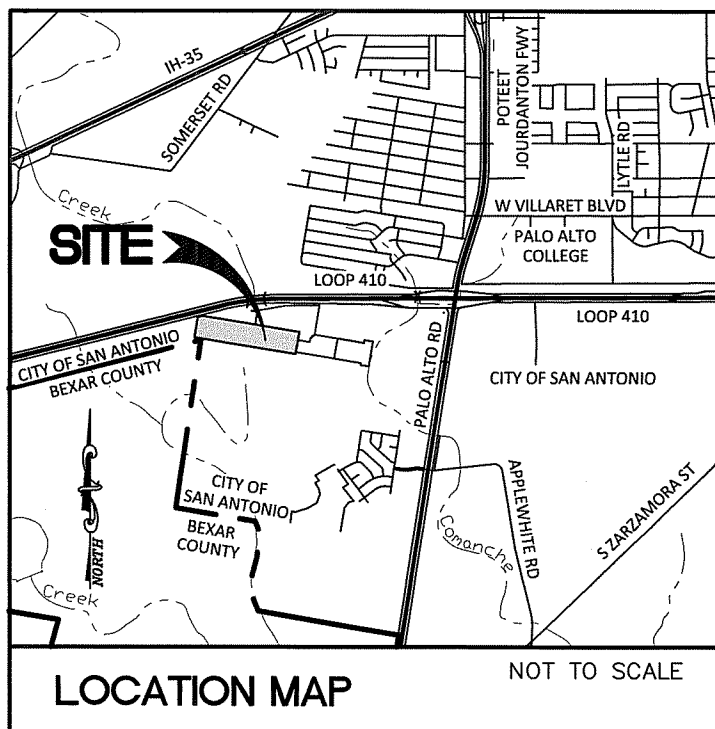 IH-35
SOMERSET RD
POTEET
JOURDANTON FWY
LYTLE RD
Creek
W VILLARET BLVD
SITE
PALO ALTO
COLLEGE
LOOP 410
LOOP 410
CITY OF SAN ANTONIO
BEXAR COUNTY
PALO ALTO RD
CITY OF SAN ANTONIO
CITY OF
SAN ANTONIO
BEXAR
COUNTY
APPLEWHITE RD
S ZARZAMORA ST
Comanche
NORTH
Creek
LOCATION MAP
NOT TO SCALE